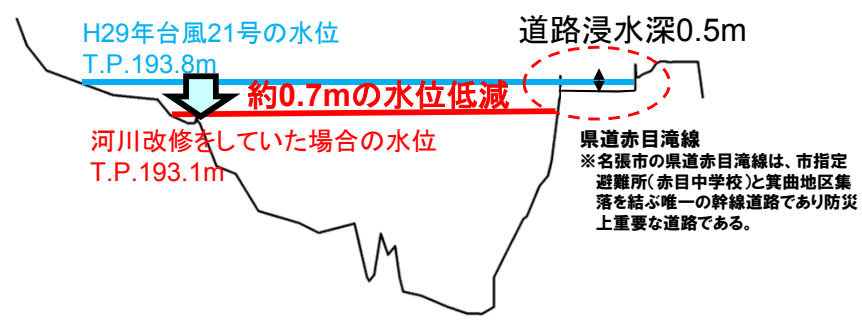 H29年台風21号の水位
T.P.193.8m
道路浸水深0.5m
約0.7mの水位低減
河川改修をしていた場合の水位
T.P.193.1m
県道赤目滝線
※名張市の県道赤目滝線は、市指定
避難所(赤目中学校)と箕曲地区集
落を結ぶ唯一の幹線道路であり防災
上重要な道路である。